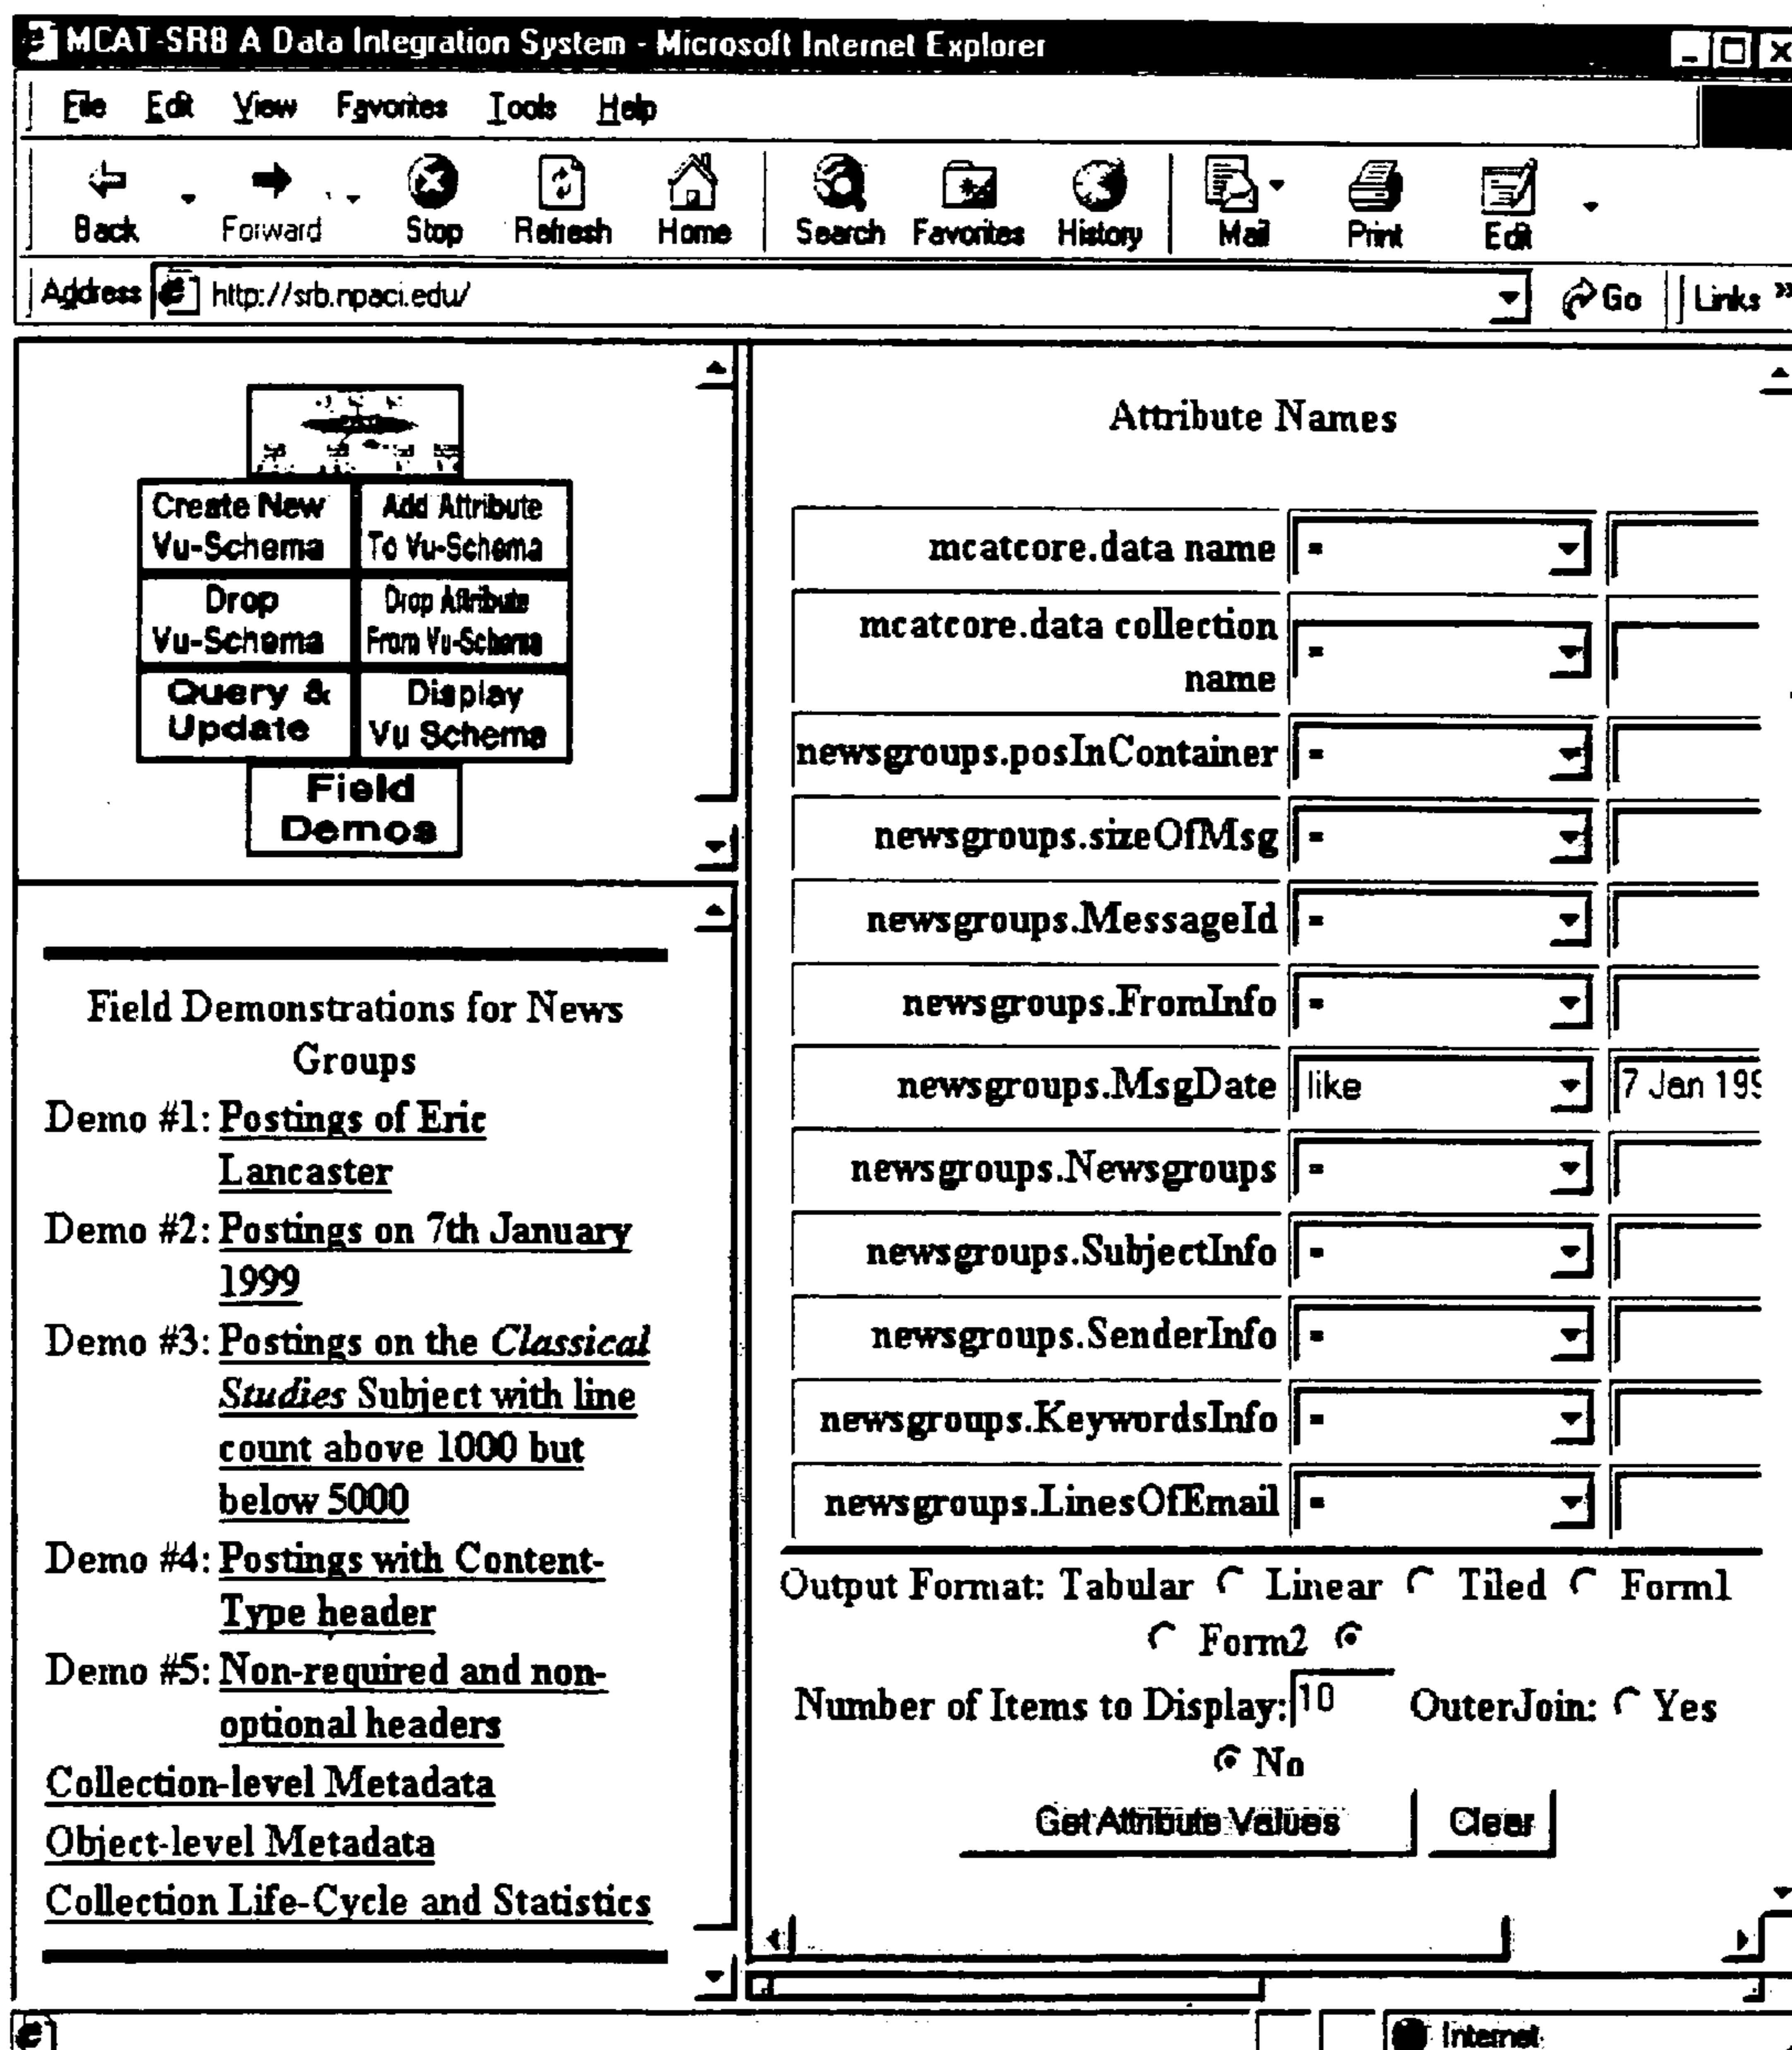 MCAT-SRB A Data Integration System - Microsoft Internet Explorer
File Edit View Favorites Tools Help
Back Forward Stop Refresh Home Search Favorites History Mail Print Edit
Address http://srb.npaci.edu/ Go Links »
Create New Vu-Schema
Add Attribute To Vu-Schema
Drop Vu-Schema
Drop Attribute From Vu-Schema
Query & Update
Display Vu Schema
Field Demos
Field Demonstrations for News
Groups
Demo #1: Postings of Eric
Lancaster
Demo #2: Postings on 7th January
1999
Demo #3: Postings on the Classical
Studies Subject with line
count above 1000 but
below 5000
Demo #4: Postings with Content-
Type header
Demo #5: Non-required and non-
optional headers
Collection-level Metadata
Object-level Metadata
Collection Life-Cycle and Statistics
Attribute Names
mcatcore.data name =
mcatcore.data collection
name =
newsgroups.posInContainer =
newsgroups.sizeOfMsg =
newsgroups.MessageId =
newsgroups.FromInfo =
newsgroups.MsgDate like 7 Jan 199
newsgroups.Newsgroups =
newsgroups.SubjectInfo =
newsgroups.SenderInfo =
newsgroups.KeywordsInfo =
newsgroups.LinesOfEmail =
Output Format: Tabular Linear Tiled Form1
Form2
Number of Items to Display: 10 OuterJoin: Yes
No
Get Attribute Values Clear
Internet